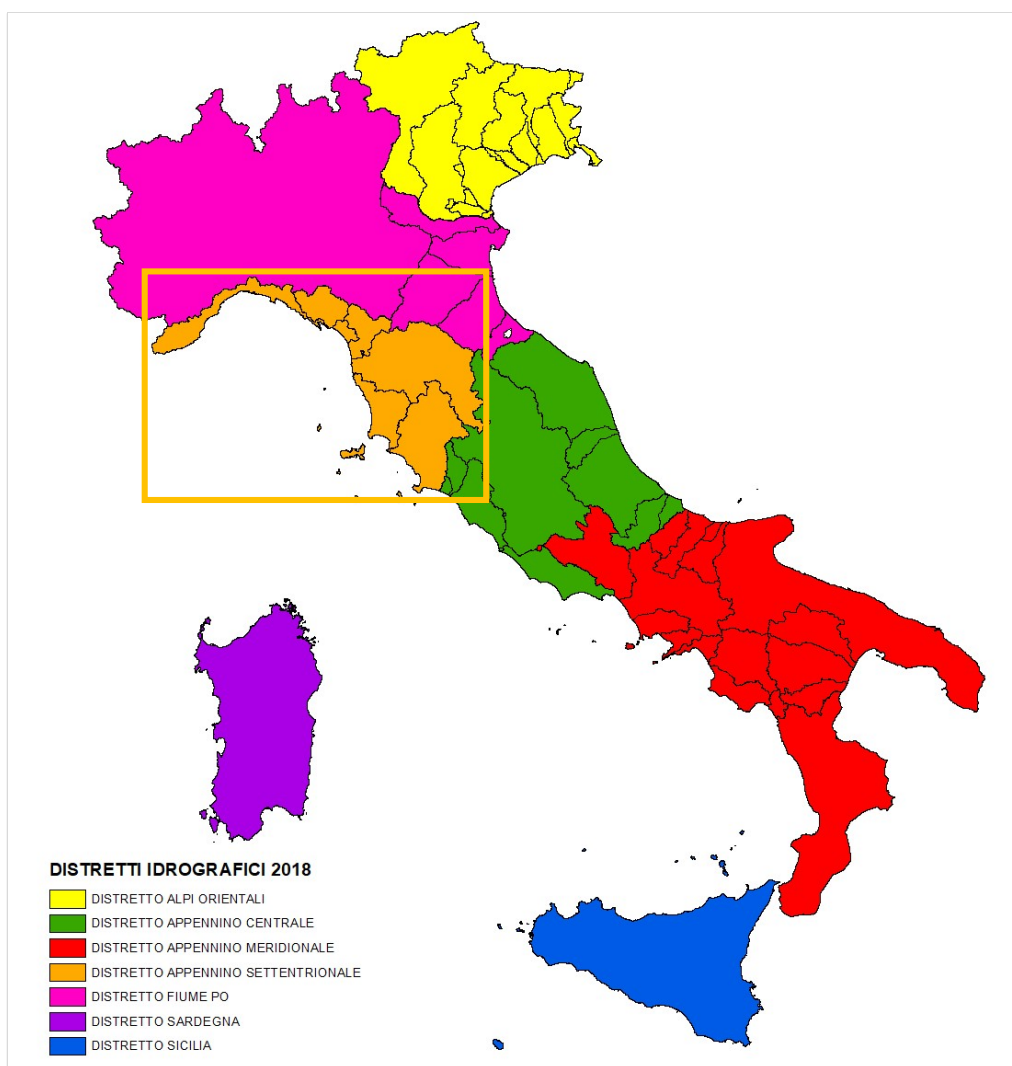 DISTRETTI IDROGRAFICI 2018
DISTRETTO ALPI ORIENTALI
DISTRETTO APPENNINO CENTRALE
DISTRETTO APPENNINO MERIDIONALE
DISTRETTO APPENNINO SETTENTRIONALE
DISTRETTO FIUME PO
DISTRETTO SARDEGNA
DISTRETTO SICILIA